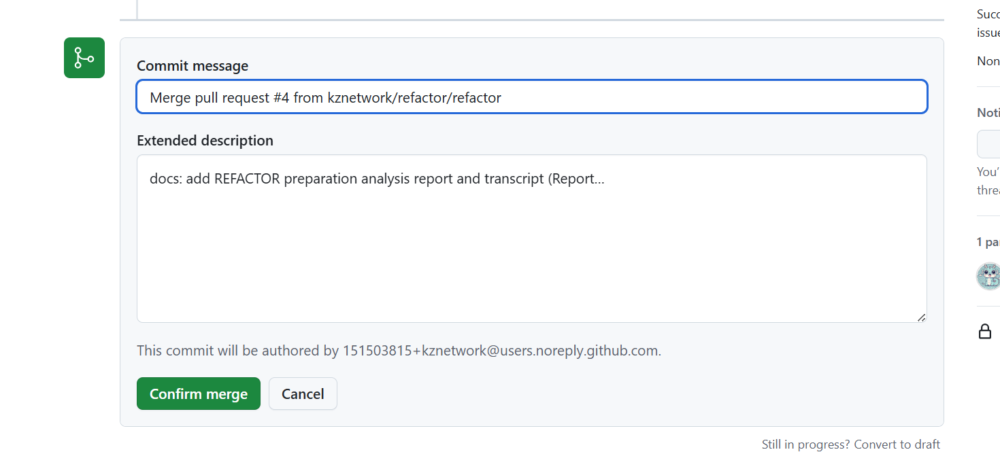 Commit message
Merge pull request #4 from kznetwork/refactor/refactor
Extended description
docs: add REFACTOR preparation analysis report and transcript (Report…
This commit will be authored by 151503815+kznetwork@users.noreply.github.com.
Confirm merge
Cancel
Still in progress? Convert to draft
Succ
issue
Non
Noti
You'
threa
1 pa